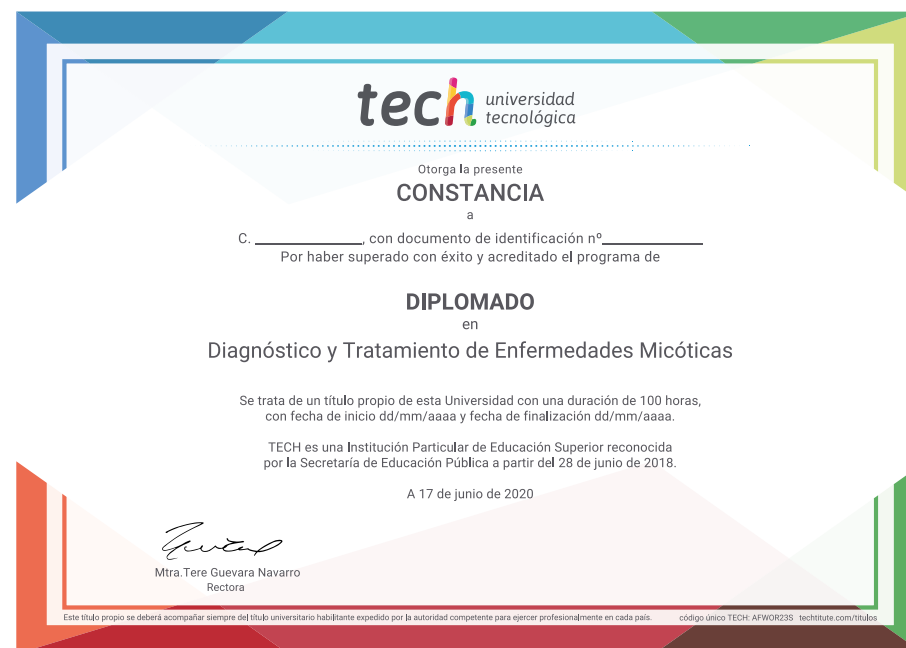 tech universidad
tecnológica
Otorga la presente
CONSTANCIA
a
C. ____________, con documento de identificación nº____________
Por haber superado con éxito y acreditado el programa de
DIPLOMADO
en
Diagnóstico y Tratamiento de Enfermedades Micóticas
Se trata de un título propio de esta Universidad con una duración de 100 horas,
con fecha de inicio dd/mm/aaaa y fecha de finalización dd/mm/aaaa.
TECH es una Institución Particular de Educación Superior reconocida
por la Secretaría de Educación Pública a partir del 28 de junio de 2018.
A 17 de junio de 2020
Mtra.Tere Guevara Navarro
Rectora
Este título propio se deberá acompañar siempre del título universitario habilitante expedido por la autoridad competente para ejercer profesionalmente en cada país. código único TECH: AFWOR23S techtitute.com/titulos